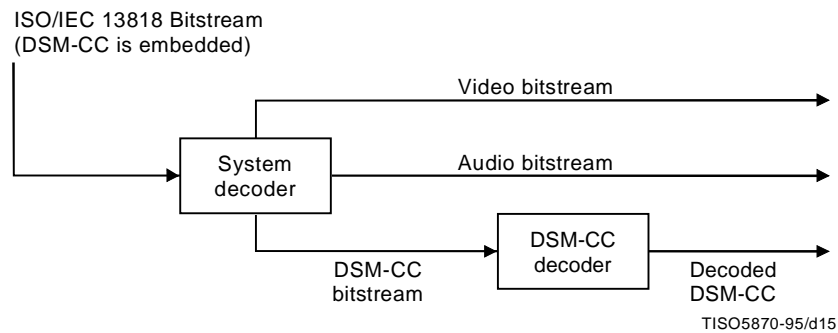 ISO/IEC 13818 Bitstream
(DSM-CC is embedded)
Video bitstream
System
decoder
Audio bitstream
DSM-CC
decoder
DSM-CC
bitstream
Decoded
DSM-CC
TISO5870-95/d15